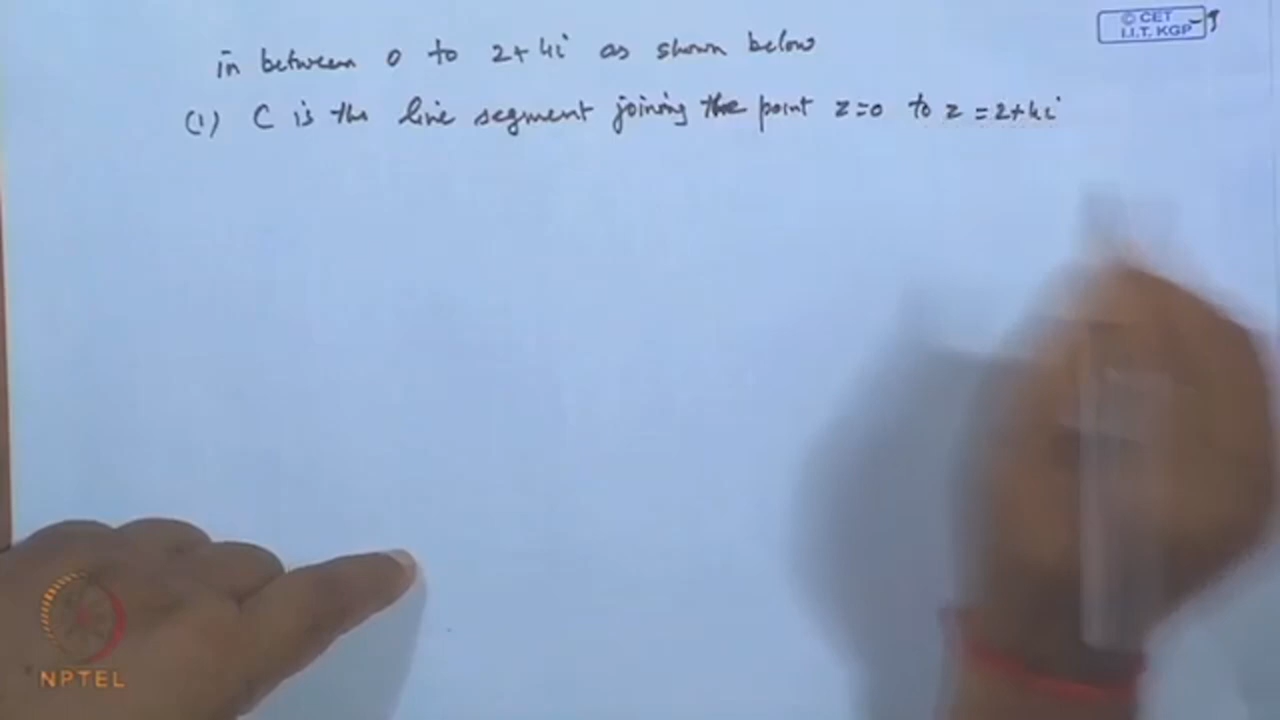 © CET
I.I.T. KGP
in between 0 to 2+4i as shown below
(1) C is the line segment joining the point z=0 to z=2+4i
NPTEL